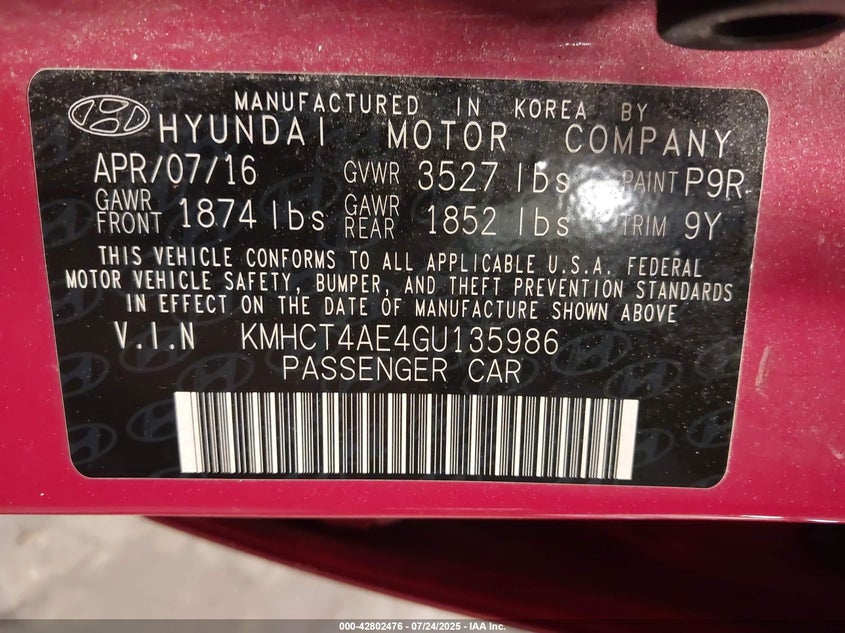 MANUFACTURED IN KOREA BY
HYUNDAI MOTOR COMPANY
APR/07/16 GVWR 3527 lbs PAINT P9R
GAWR FRONT 1874 lbs GAWR REAR 1852 lbs TRIM 9Y
THIS VEHICLE CONFORMS TO ALL APPLICABLE U.S.A. FEDERAL
MOTOR VEHICLE SAFETY, BUMPER, AND THEFT PREVENTION STANDARDS
IN EFFECT ON THE DATE OF MANUFACTURE SHOWN ABOVE
V.I.N KMHCT4AE4GU135986
PASSENGER CAR
000-42802476 - 07/24/2025 - IAA Inc.